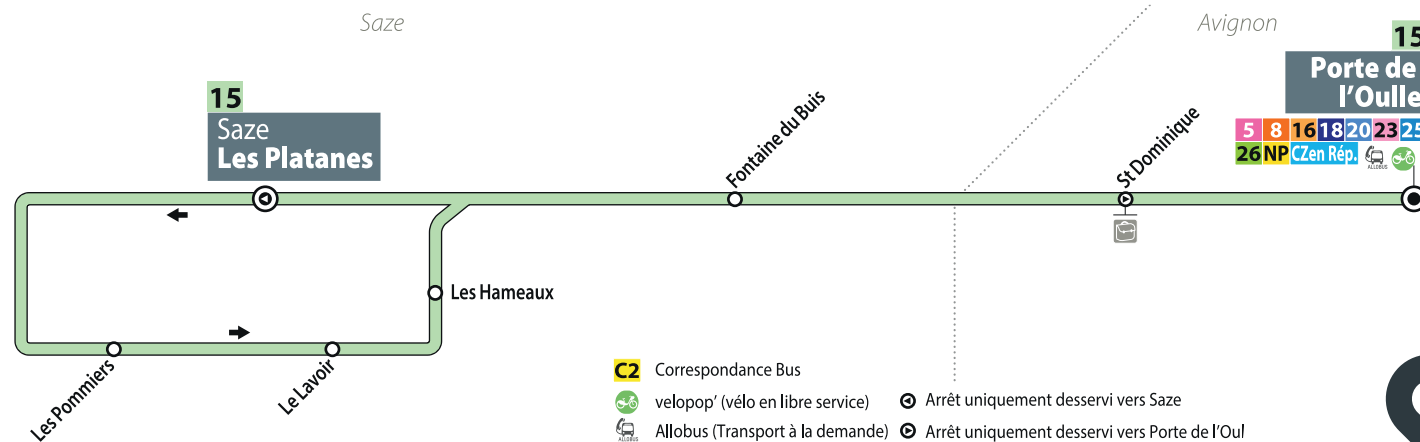 Saze
Avignon
15
Saze
Les Platanes
15
Porte de
l'Oulle
5 8 16 18 20 23 25
26 NP CZen Rép.
ALLOBUS
Fontaine du Buis
St Dominique
Les Hameaux
Les Pommiers
Le Lavoir
C2 Correspondance Bus
velopop' (vélo en libre service)
Arrêt uniquement desservi vers Saze
ALLOBUS
Allobus (Transport à la demande)
Arrêt uniquement desservi vers Porte de l'Oul